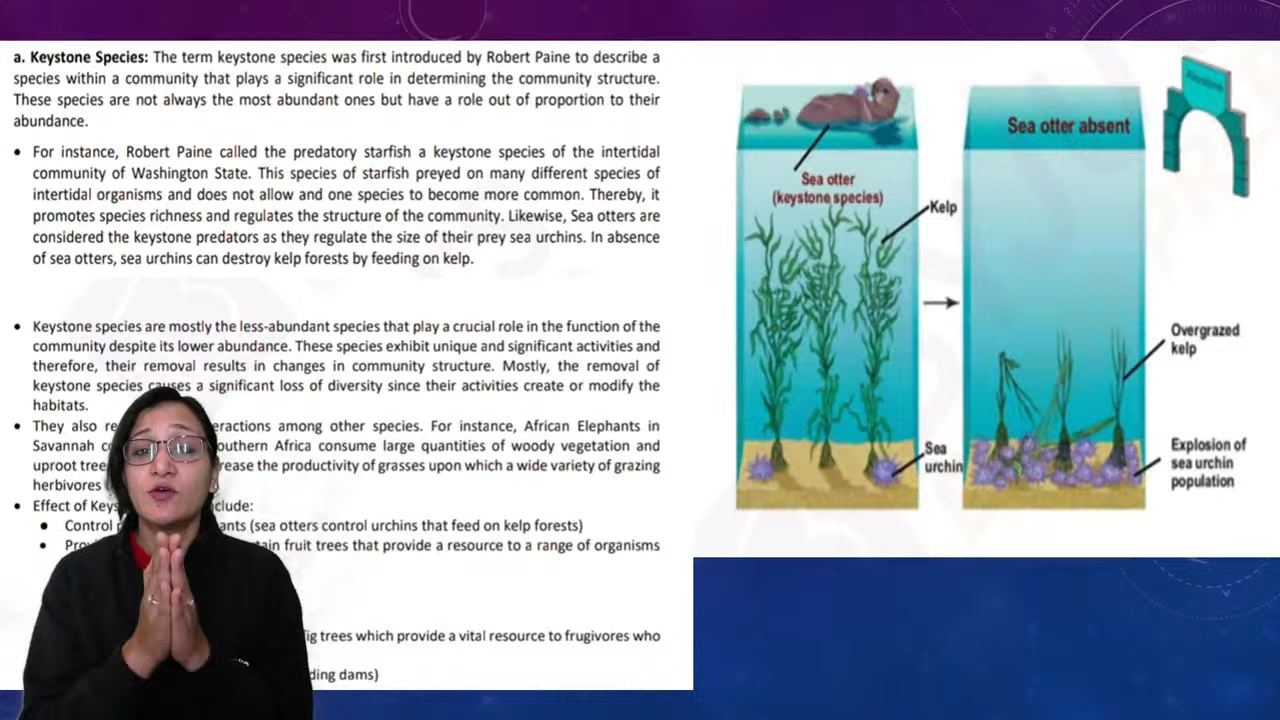 a. Keystone Species: The term keystone species was first introduced by Robert Paine to describe a
species within a community that plays a significant role in determining the community structure.
These species are not always the most abundant ones but have a role out of proportion to their
abundance.
• For instance, Robert Paine called the predatory starfish a keystone species of the intertidal
community of Washington State. This species of starfish preyed on many different species of
intertidal organisms and does not allow and one species to become more common. Thereby, it
promotes species richness and regulates the structure of the community. Likewise, Sea otters are
considered the keystone predators as they regulate the size of their prey sea urchins. In absence
of sea otters, sea urchins can destroy kelp forests by feeding on kelp.
• Keystone species are mostly the less-abundant species that play a crucial role in the function of the
community despite its lower abundance. These species exhibit unique and significant activities and
therefore, their removal results in changes in community structure. Mostly, the removal of
keystone species causes a significant loss of diversity since their activities create or modify the
habitats.
• They also eractions among other species. For instance, African Elephants in
Savannah outhern Africa consume large quantities of woody vegetation and
uproot tree rease the productivity of grasses upon which a wide variety of grazing
herbivores
• Effect of Keys clude:
• Control ants (sea otters control urchins that feed on kelp forests)
• tain fruit trees that provide a resource to a range of organisms
ig trees which provide a vital resource to frugivores who
ding dams)
Sea otter
(keystone species)
Kelp
Sea
urchin
Sea otter absent
Keystone
Overgrazed
kelp
Explosion of
sea urchin
population